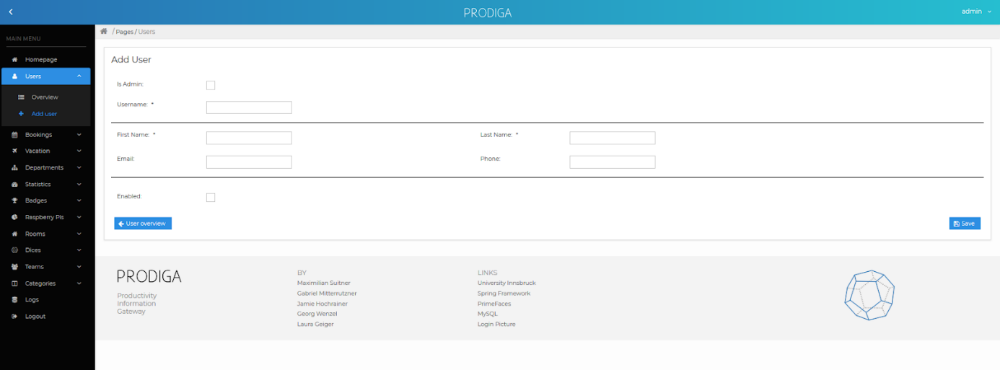 PRODIGA
admin
MAIN MENU
Homepage
Users
Overview
Add user
Bookings
Vacation
Departments
Statistics
Badges
Raspberry Pis
Rooms
Dices
Teams
Categories
Logs
Logout
/ Pages / Users
Add User
Is Admin:
Username: *
First Name: *
Last Name: *
Email:
Phone:
Enabled:
User overview
Save
PRODIGA
Productivity
Information
Gateway
BY
Maximilian Suitner
Gabriel Mitterrutzner
Jamie Hochrainer
Georg Wenzel
Laura Geiger
LINKS
University Innsbruck
Spring Framework
PrimeFaces
MySQL
Login Picture